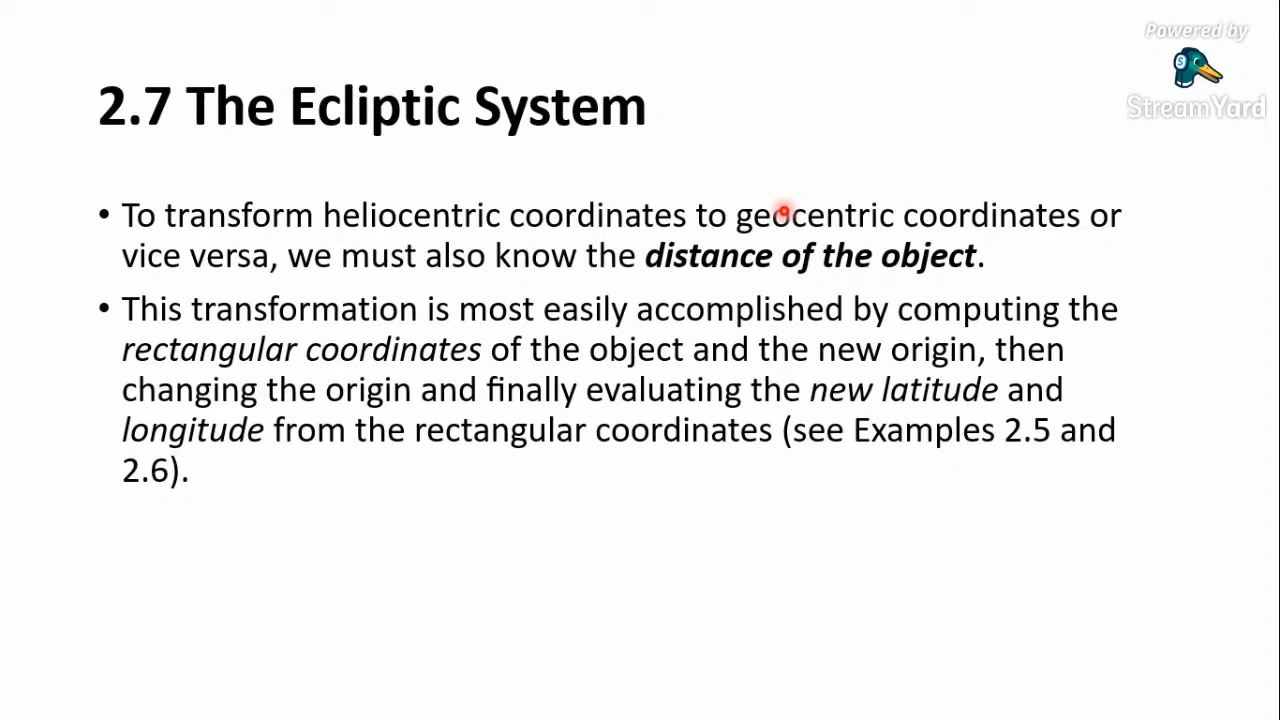 Powered by
StreamYard
2.7 The Ecliptic System
• To transform heliocentric coordinates to geocentric coordinates or
vice versa, we must also know the distance of the object.
• This transformation is most easily accomplished by computing the
rectangular coordinates of the object and the new origin, then
changing the origin and finally evaluating the new latitude and
longitude from the rectangular coordinates (see Examples 2.5 and
2.6).